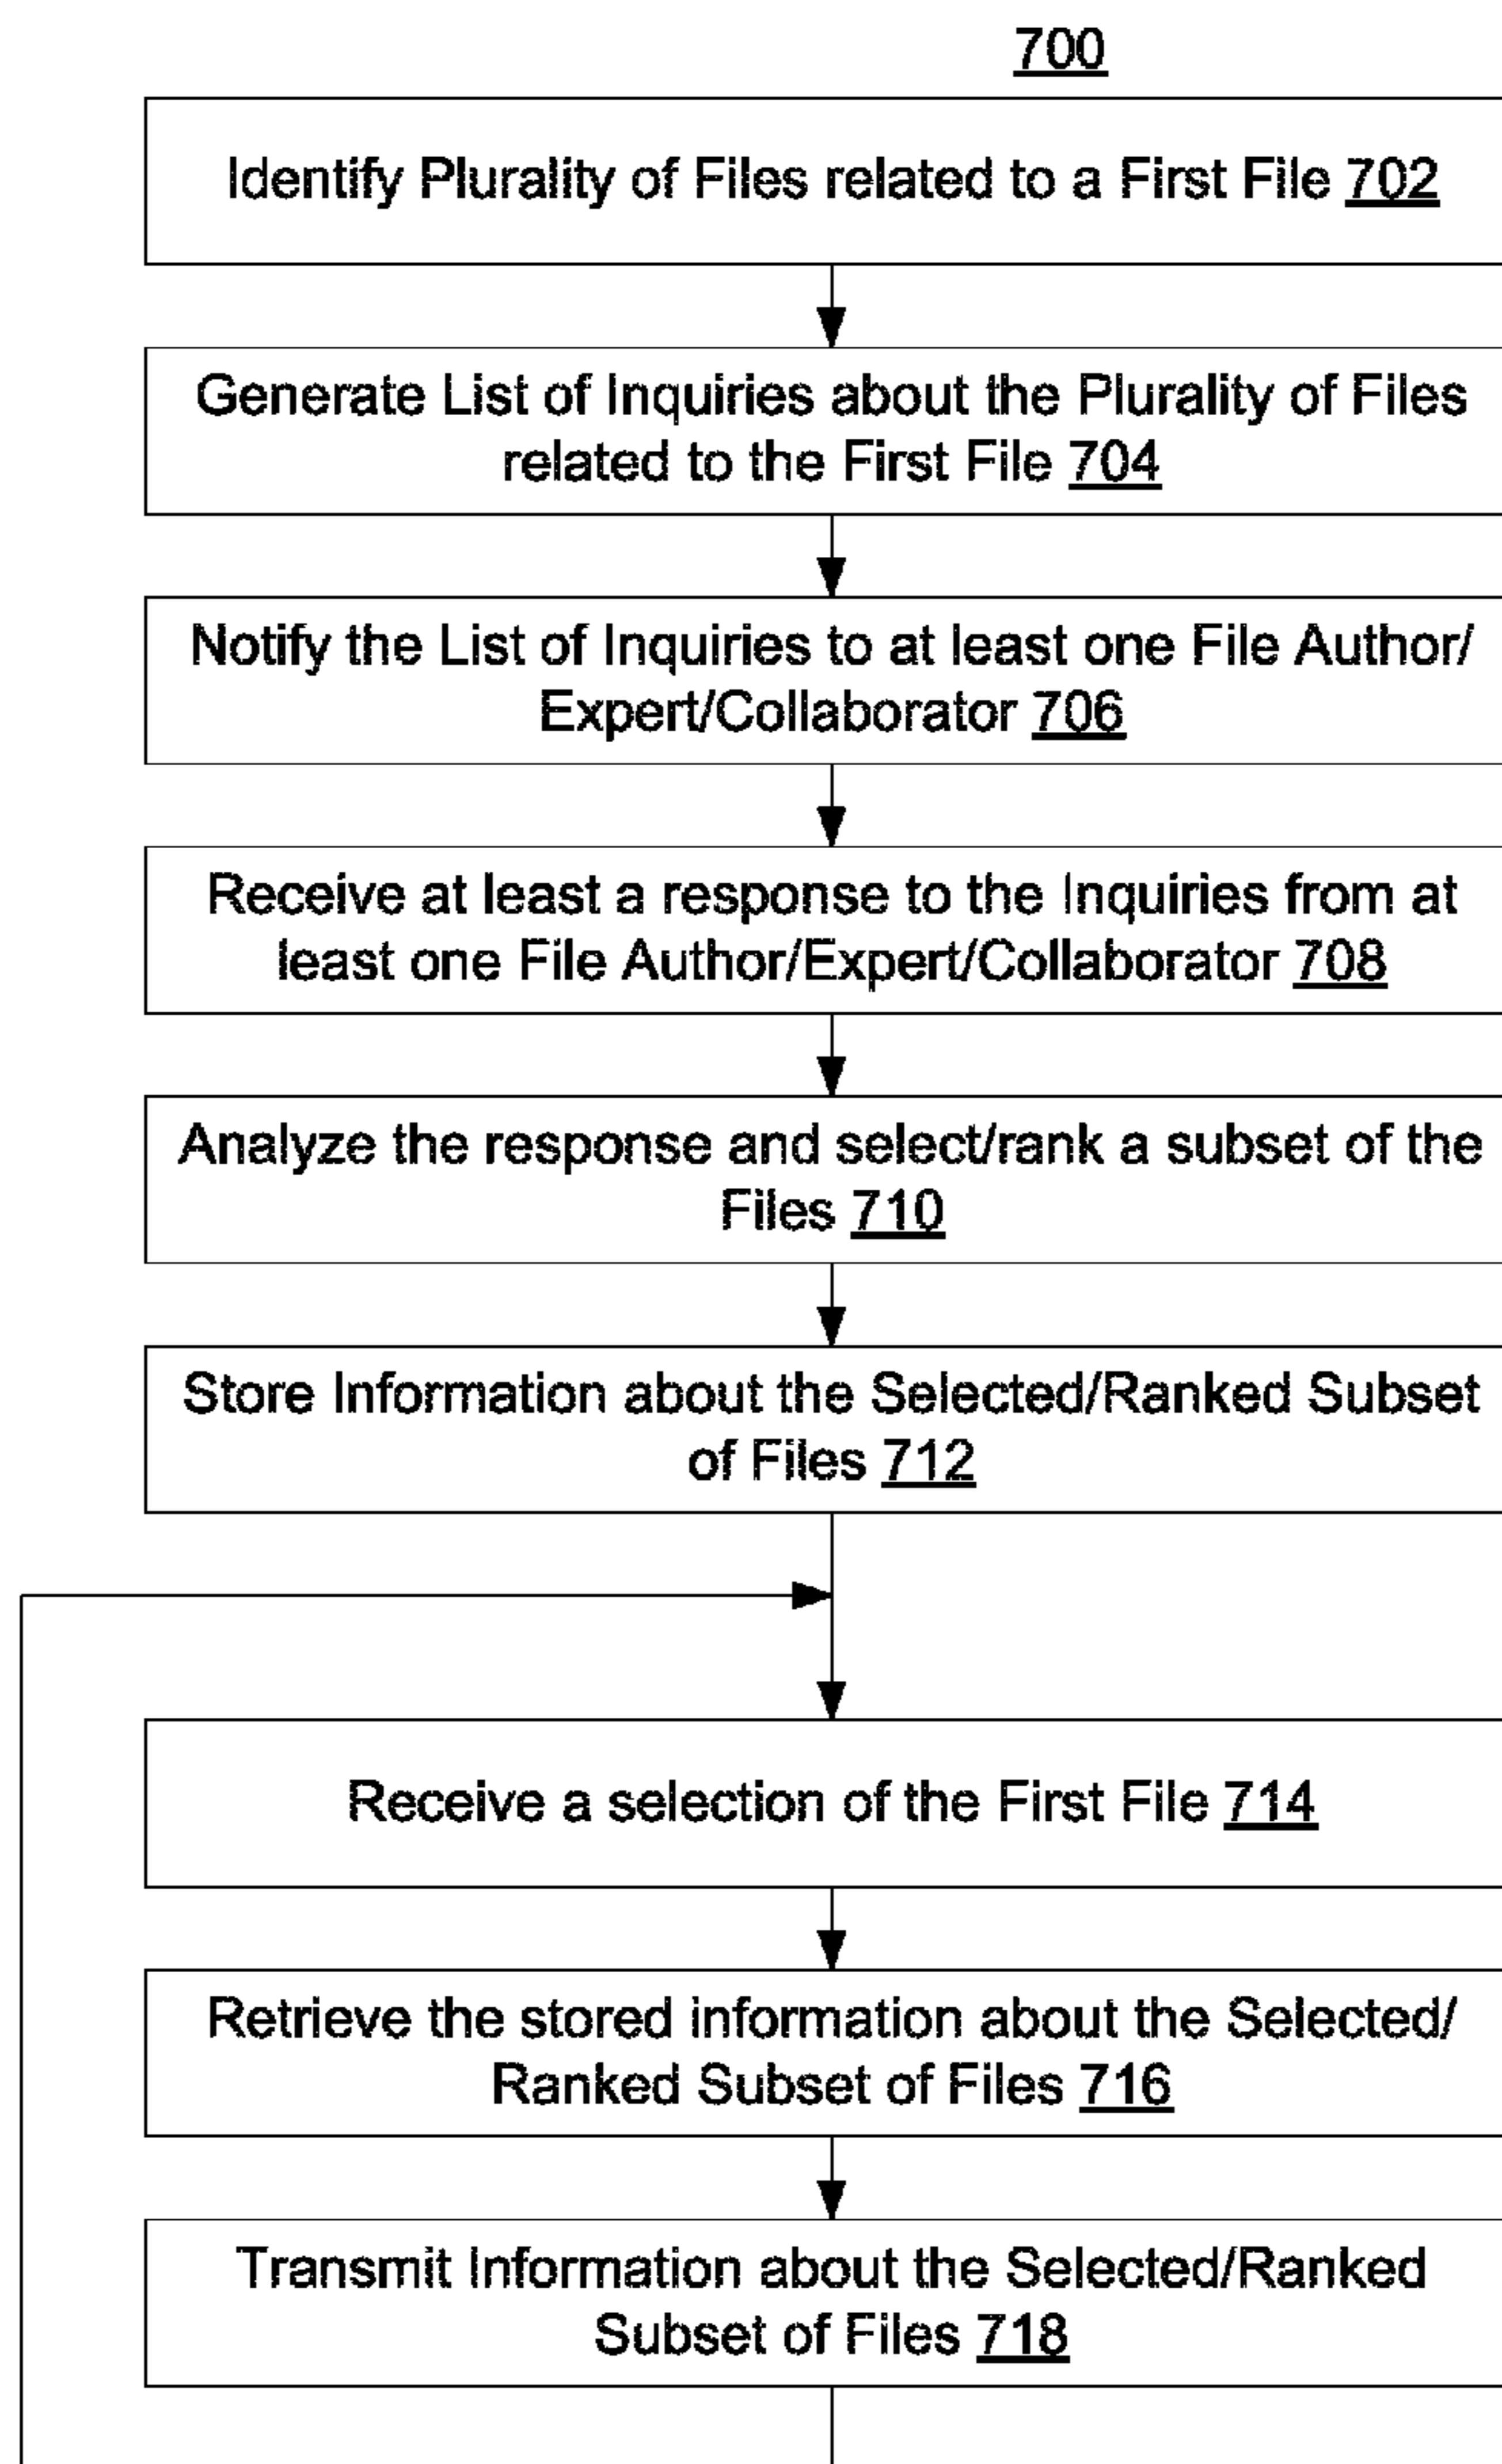 700
Identify Plurality of Files related to a First File 702
Generate List of Inquiries about the Plurality of Files
related to the First File 704
Notify the List of Inquiries to at least one File Author/
Expert/Collaborator 706
Receive at least a response to the Inquiries from at
least one File Author/Expert/Collaborator 708
Analyze the response and select/rank a subset of the
Files 710
Store Information about the Selected/Ranked Subset
of Files 712
Receive a selection of the First File 714
Retrieve the stored information about the Selected/
Ranked Subset of Files 716
Transmit Information about the Selected/Ranked
Subset of Files 718